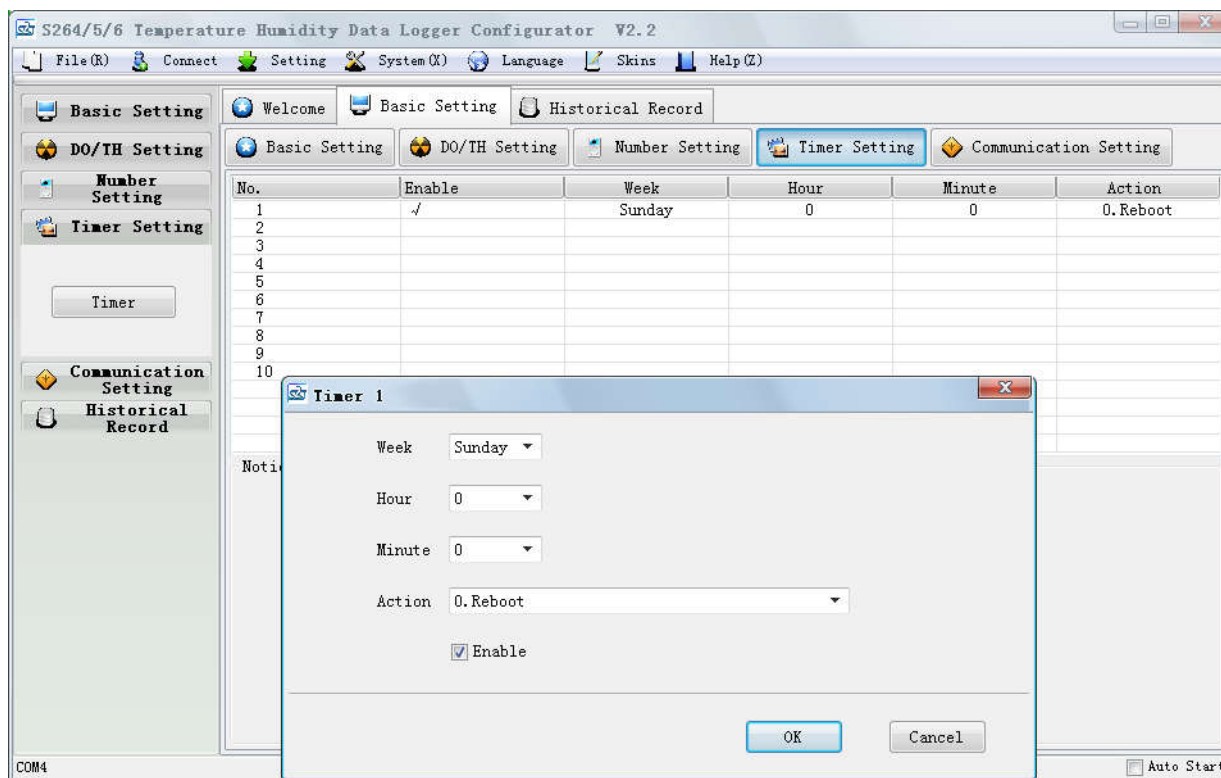 S264/5/6 Temperature Humidity Data Logger Configurator V2.2
File(R) Connect Setting System(X) Language Skins Help(Z)
Basic Setting
DO/TH Setting
Number
Setting
Timer Setting
Timer
Communication
Setting
Historical
Record
Welcome Basic Setting Historical Record
Basic Setting DO/TH Setting Number Setting Timer Setting Communication Setting
No. Enable Week Hour Minute Action
1 √ Sunday 0 0 0.Reboot
2
3
4
5
6
7
8
9
10
Timer 1
Week Sunday
Hour 0
Minute 0
Action 0.Reboot
Enable
OK Cancel
COM4 Auto Start